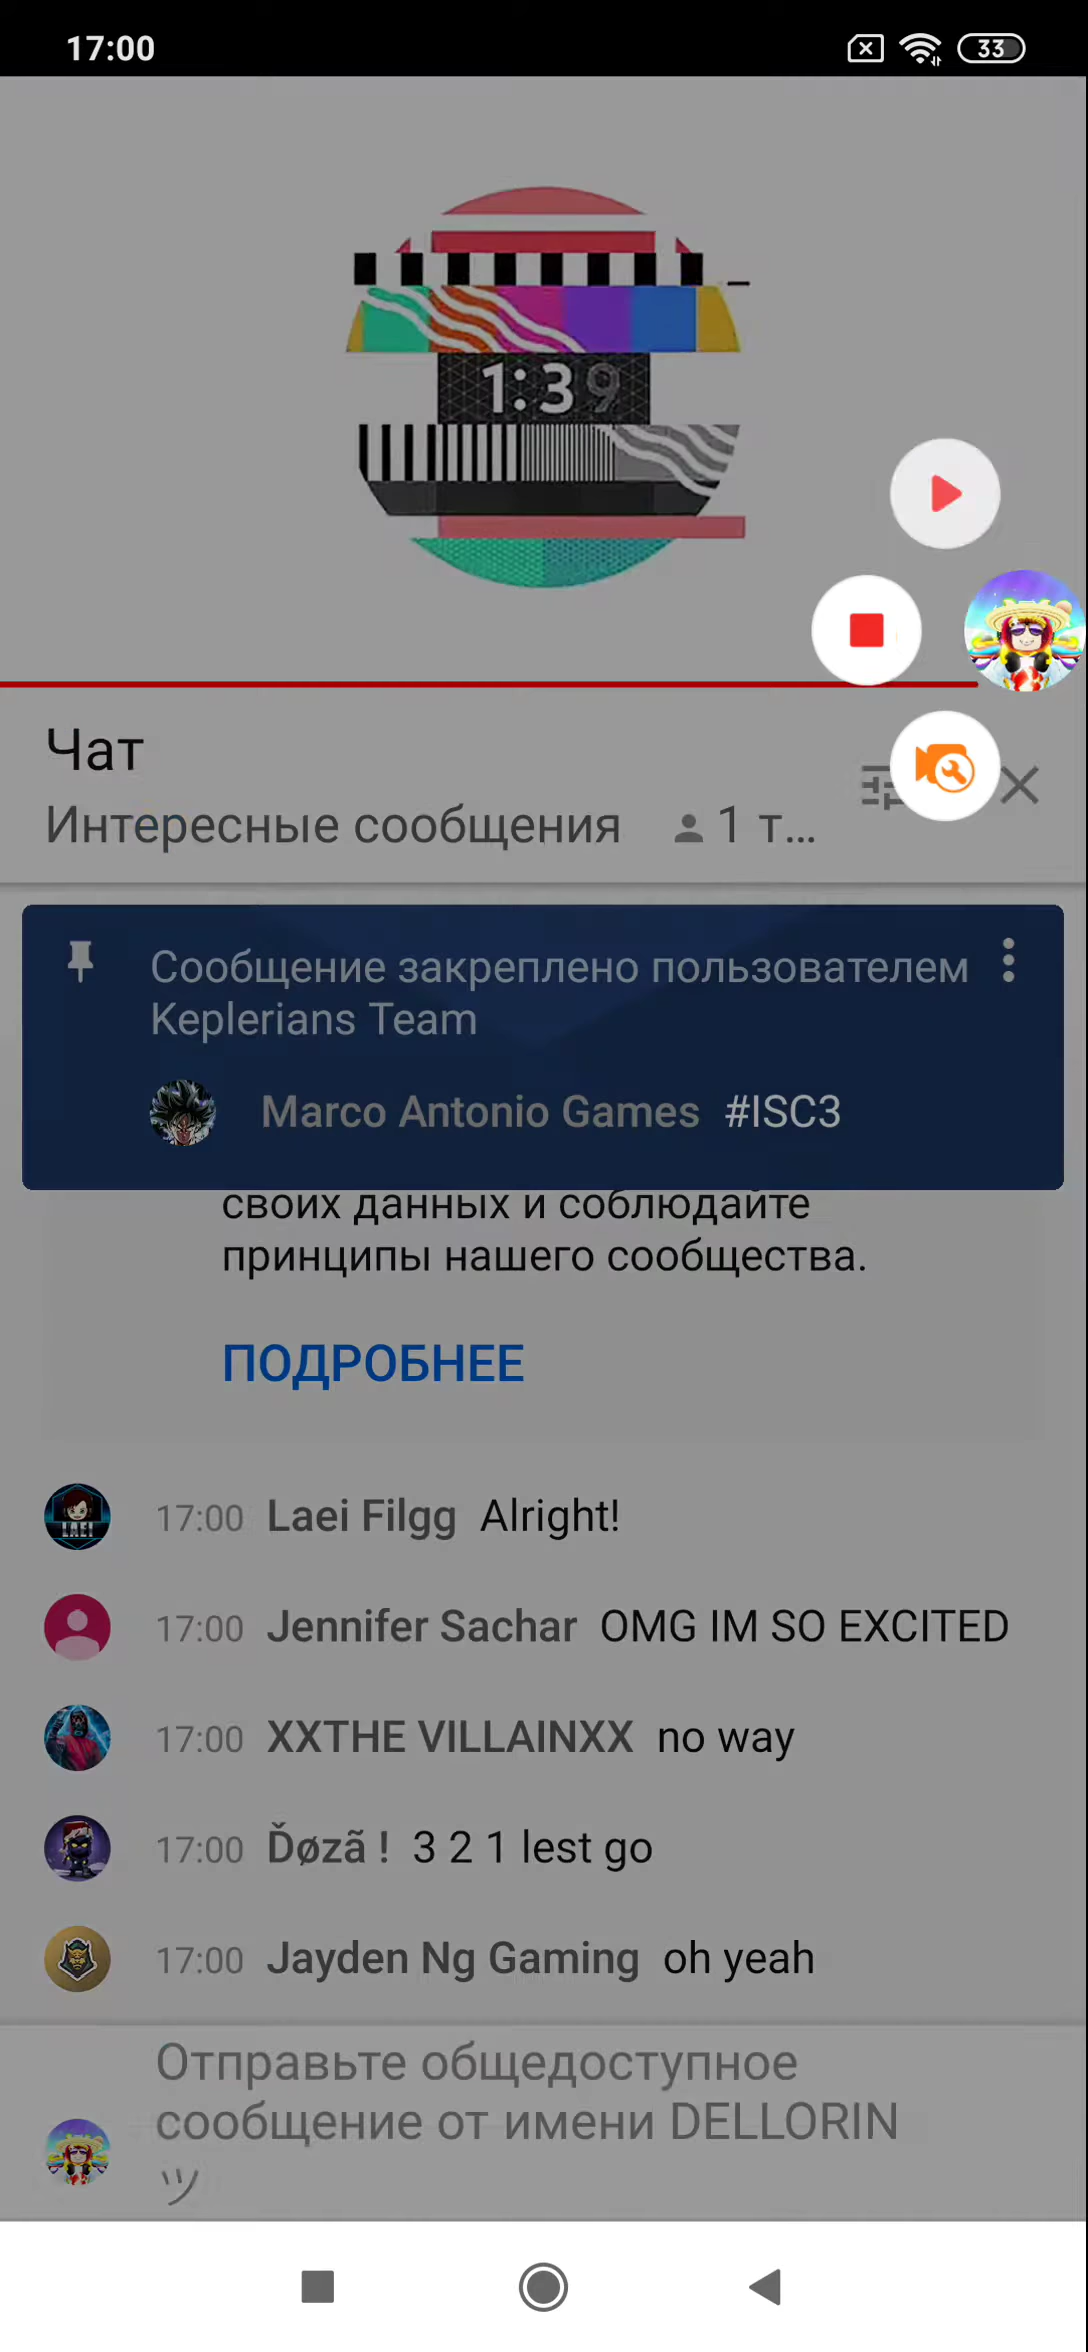 17:00
33
1:39
Чат
Интересные сообщения 1 т...
Сообщение закреплено пользователем
Keplerians Team
Marco Antonio Games #ISC3
своих данных и соблюдайте
принципы нашего сообщества.
ПОДРОБНЕЕ
LAEI
17:00 Laei Filgg Alright!
17:00 Jennifer Sachar OMG IM SO EXCITED
17:00 XXTHE VILLAINXX no way
17:00 Ďøzã ! 3 2 1 lest go
17:00 Jayden Ng Gaming oh yeah
Отправьте общедоступное
сообщение от имени DELLORIN
ツ